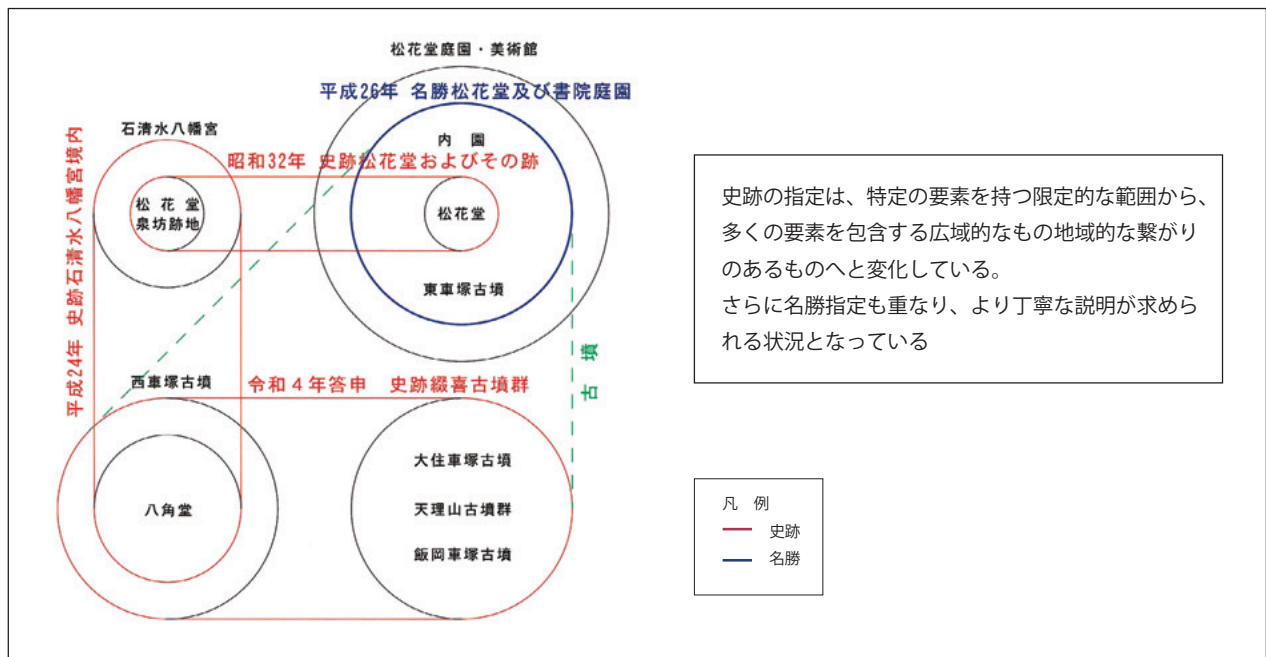 松花堂庭園・美術館
平成26年 名勝松花堂及び書院庭園
石清水八幡宮
内 園
昭和32年 史跡松花堂およびその跡
平成24年 史跡石清水八幡宮境内
松 花 堂
泉坊跡地
松花堂
東車塚古墳
古 墳
西車塚古墳
令和４年答申 史跡綴喜古墳群
大住車塚古墳
八角堂
天理山古墳群
飯岡車塚古墳
史跡の指定は、特定の要素を持つ限定的な範囲から、
多くの要素を包含する広域的なもの地域的な繋がり
のあるものへと変化している。
さらに名勝指定も重なり、より丁寧な説明が求めら
れる状況となっている
凡 例
史跡
名勝